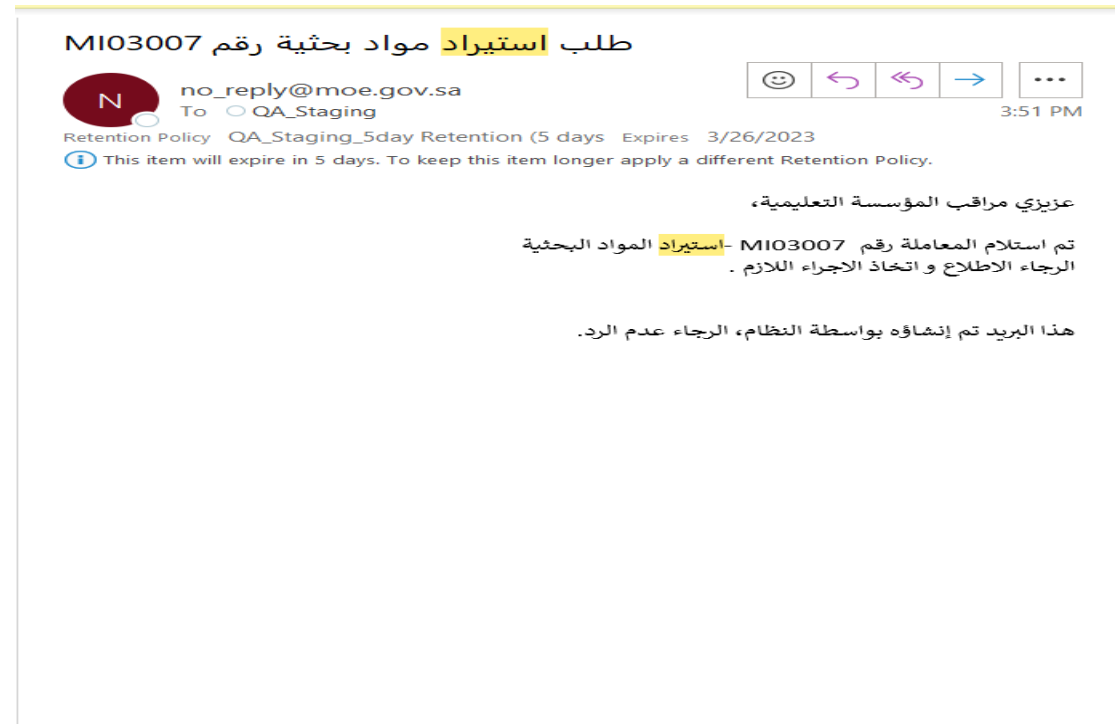 طلب استيراد مواد بحثية رقم MI03007
N
no_reply@moe.gov.sa
To QA_Staging
3:51 PM
Retention Policy QA_Staging_5day Retention (5 days Expires 3/26/2023
This item will expire in 5 days. To keep this item longer apply a different Retention Policy.
عزيزي مراقب المؤسسة التعليمية،
تم استلام المعاملة رقم MI03007 -استيراد المواد البحثية
الرجاء الاطلاع و اتخاذ الاجراء اللازم .
هذا البريد تم إنشاؤه بواسطة النظام، الرجاء عدم الرد.